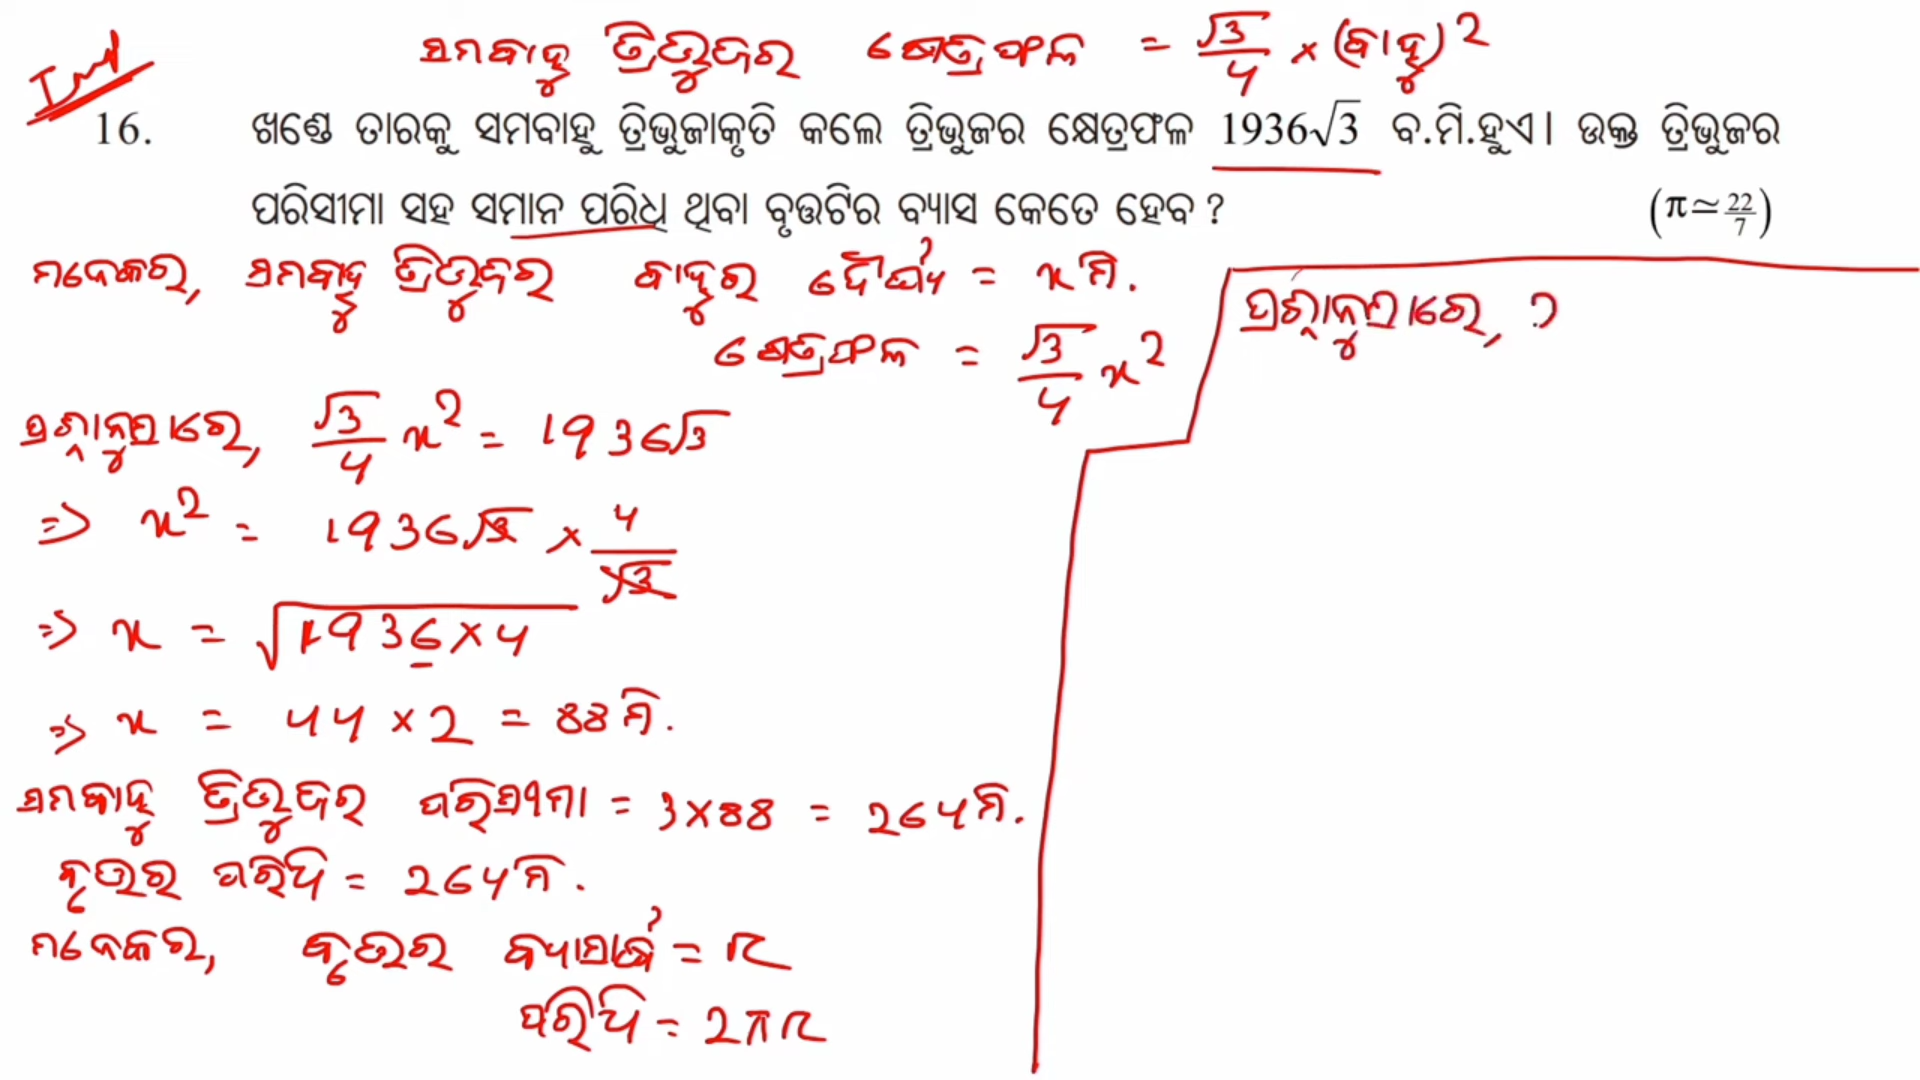 Imp
ସମବାହୁ ତ୍ରିଭୁଜର କ୍ଷେତ୍ରଫଳ = √3/4 × (ବାହୁ)²
16. ଖଣ୍ଡେ ତାରକୁ ସମବାହୁ ତ୍ରିଭୁଜାକୃତି କଲେ ତ୍ରିଭୁଜର କ୍ଷେତ୍ରଫଳ 1936√3 ବ.ମି.ହୁଏ। ଉକ୍ତ ତ୍ରିଭୁଜର
ପରିସୀମା ସହ ସମାନ ପରିଧି ଥିବା ବୃତ୍ତଟିର ବ୍ୟାସ କେତେ ହେବ ? (π≃22/7)
ମନେକର, ସମବାହୁ ତ୍ରିଭୁଜର ବାହୁର ଦୈର୍ଘ୍ୟ = x ମି.
କ୍ଷେତ୍ରଫଳ = √3/4 x²
ପ୍ରଶ୍ନାନୁସାରେ, √3/4 x² = 1936√3
⇒ x² = 1936√3 × 4/√3
⇒ x = √1936×4
⇒ x = 44 × 2 = 88 ମି.
ସମବାହୁ ତ୍ରିଭୁଜର ପରିସୀମା = 3×88 = 264 ମି.
ବୃତ୍ତର ପରିଧି = 264 ମି.
ମନେକର, ବୃତ୍ତର ବ୍ୟାସାର୍ଦ୍ଧ = r
ପରିଧି = 2πr
ପ୍ରଶ୍ନାନୁସାରେ,